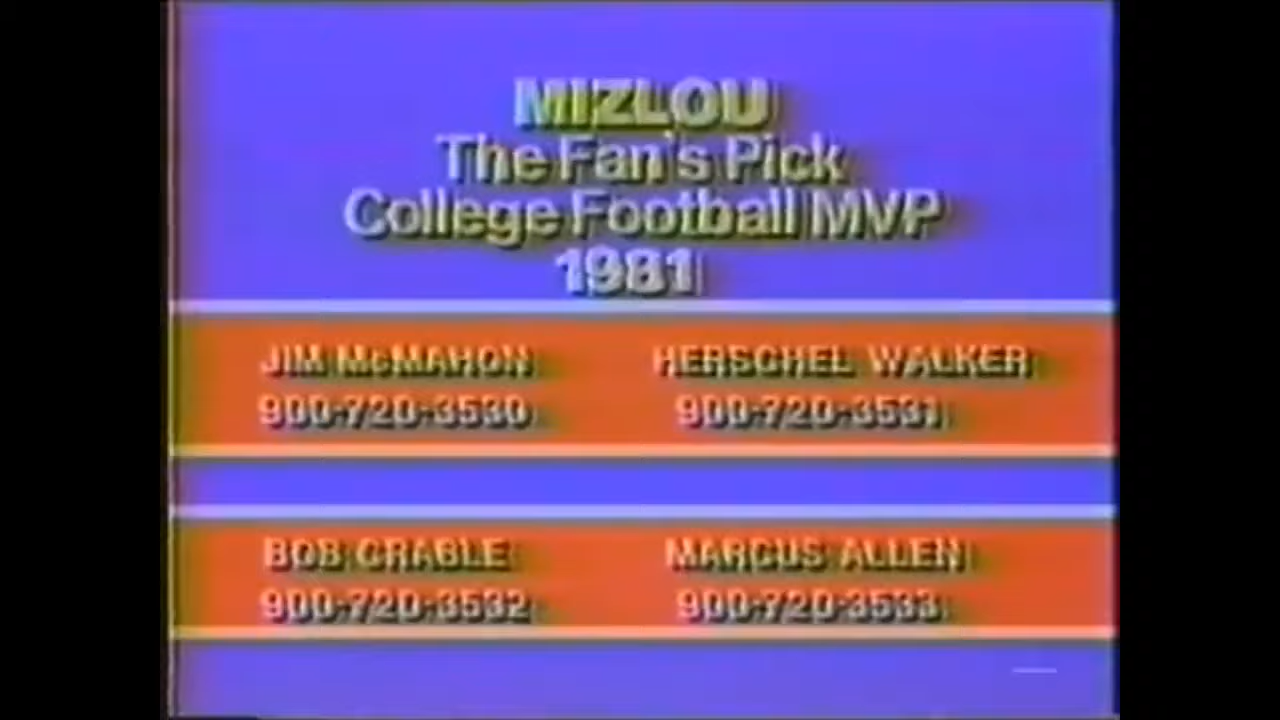 MIZLOU
The Fan's Pick
College Football MVP
1981
JIM McMAHON HERSCHEL WALKER
900-720-3530 900-720-3531
BOB CRABLE MARCUS ALLEN
900-720-3532 900-720-3533